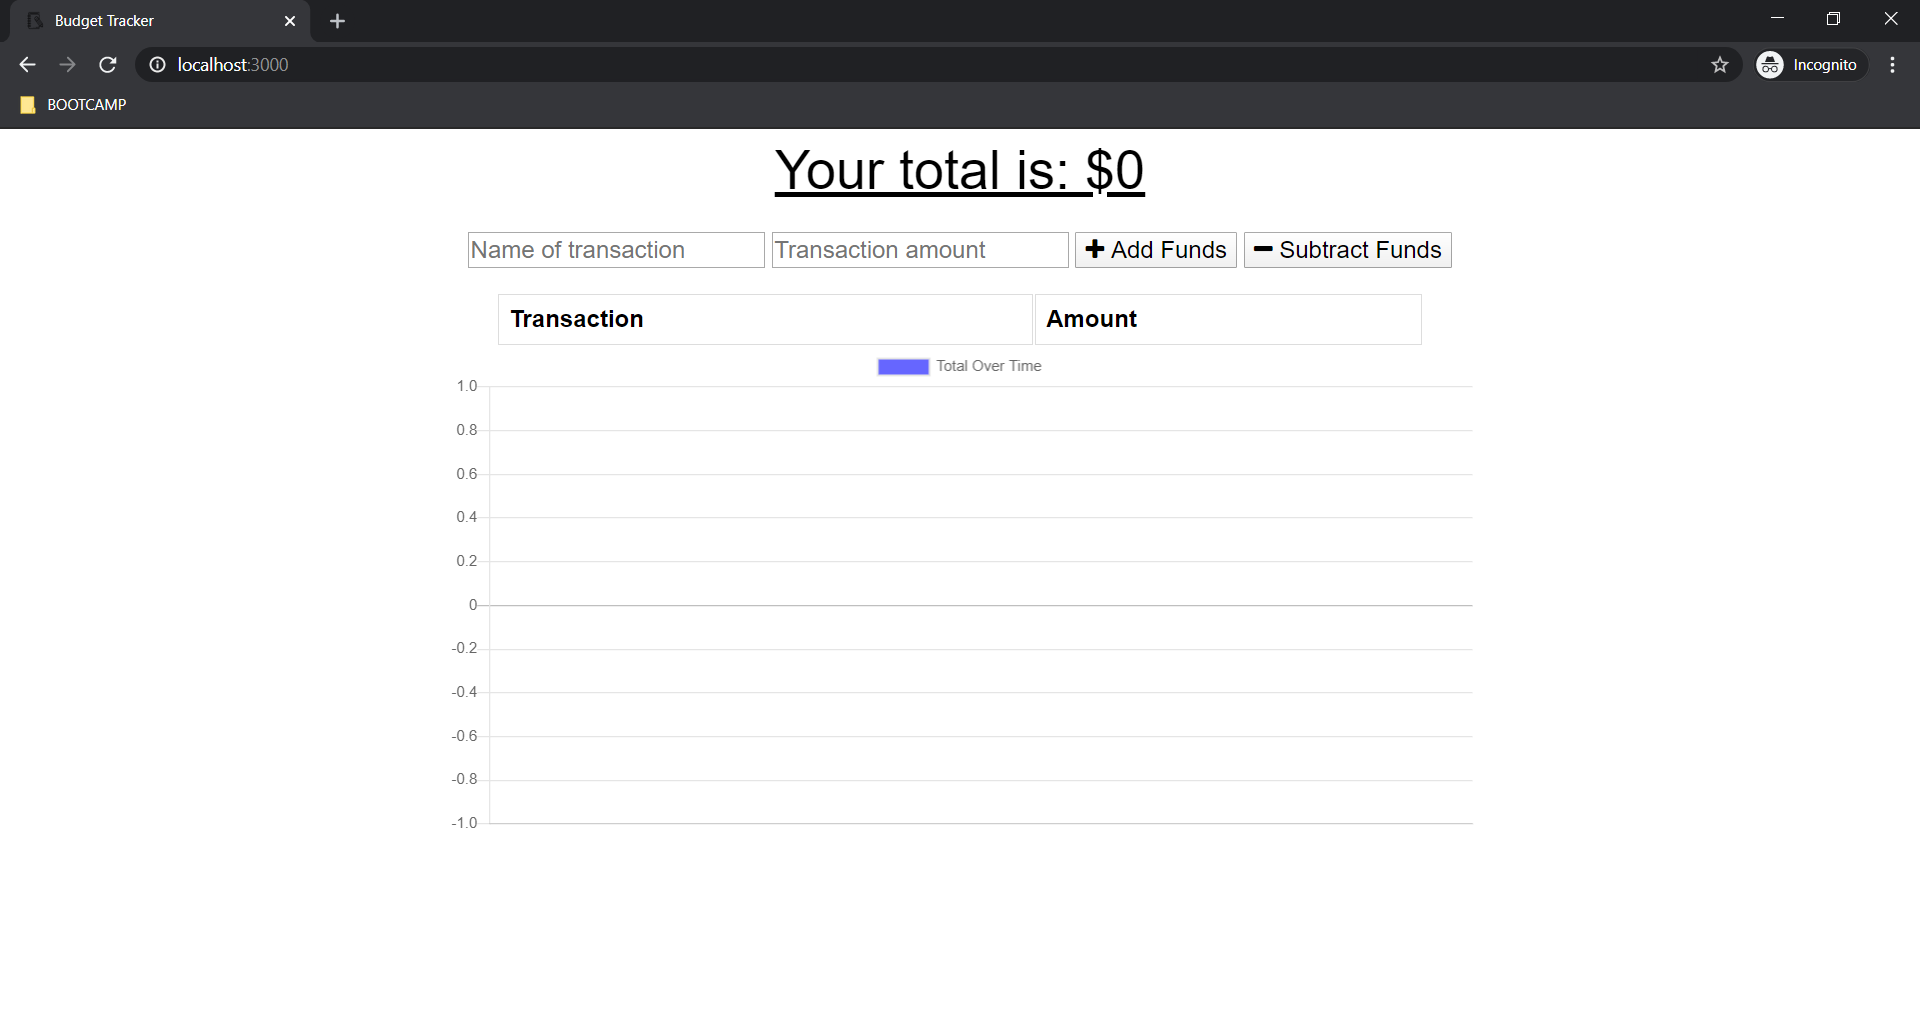 Budget Tracker
localhost:3000
Incognito
BOOTCAMP
Your total is: $0
Name of transaction Transaction amount Add Funds Subtract Funds
Transaction Amount
Total Over Time
1.0
0.8
0.6
0.4
0.2
0
-0.2
-0.4
-0.6
-0.8
-1.0